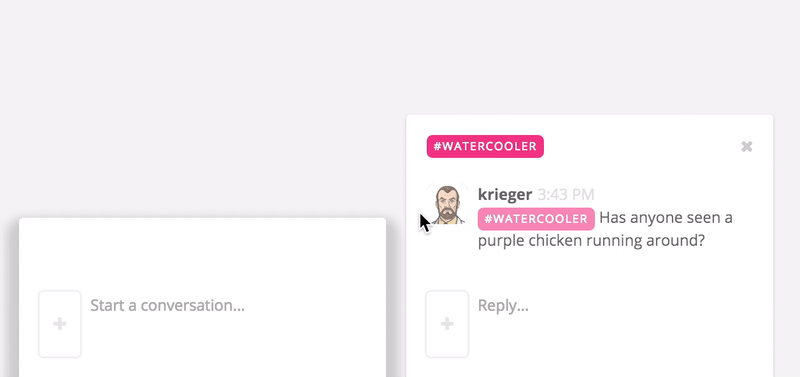 #WATERCOOLER
krieger 3:43 PM
#WATERCOOLER Has anyone seen a
purple chicken running around?
Start a conversation...
Reply...